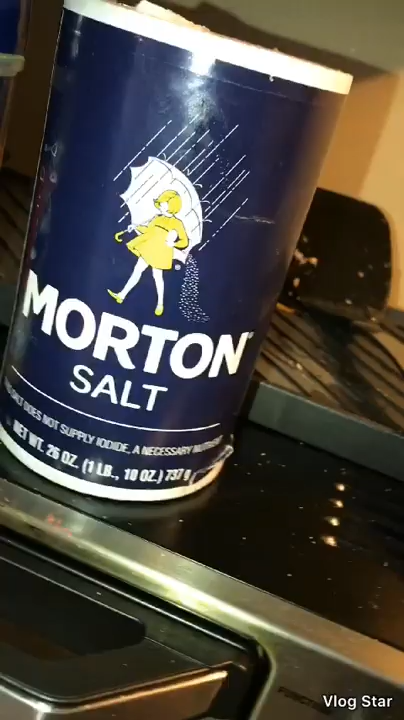 MORTON
SALT
SALT DOES NOT SUPPLY IODIDE, A NECESSARY NUTRIENT
NET WT. 26 OZ. (1 LB., 10 OZ.) 737 g
Vlog Star